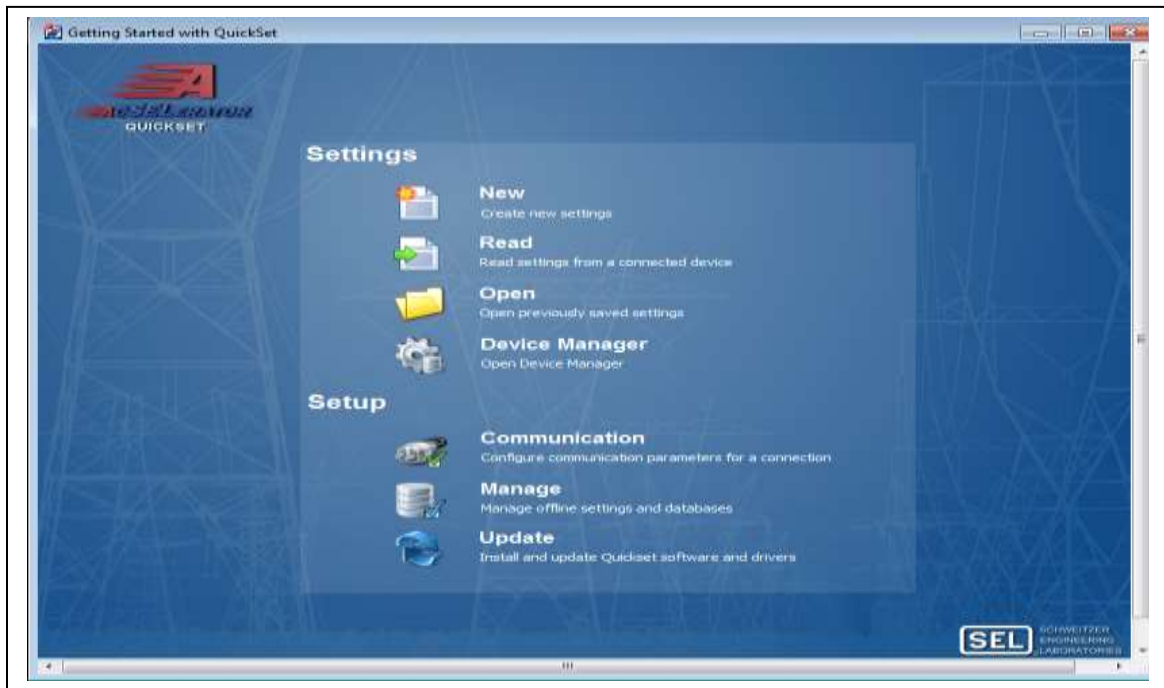 Getting Started with QuickSet
ACSELERATOR
QUICKSET
Settings
New
Create new settings
Read
Read settings from a connected device
Open
Open previously saved settings
Device Manager
Open Device Manager
Setup
Communication
Configure communication parameters for a connection
Manage
Manage offline settings and databases
Update
Install and update Quickset software and drivers
SEL
SCHWEITZER
ENGINEERING
LABORATORIES